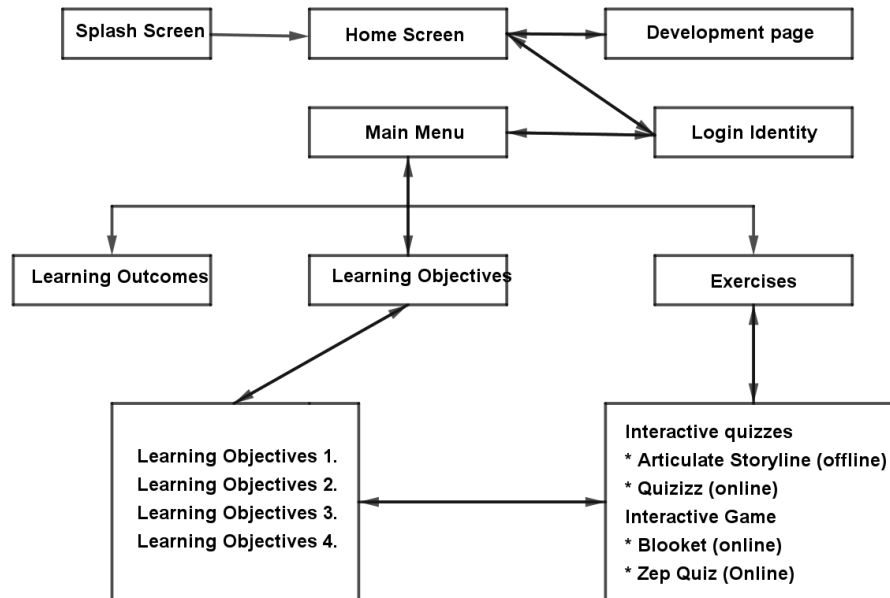 Splash Screen
Home Screen
Development page
Main Menu
Login Identity
Learning Outcomes
Learning Objectives
Exercises
Learning Objectives 1.
Learning Objectives 2.
Learning Objectives 3.
Learning Objectives 4.
Interactive quizzes
* Articulate Storyline (offline)
* Quizizz (online)
Interactive Game
* Blooket (online)
* Zep Quiz (Online)